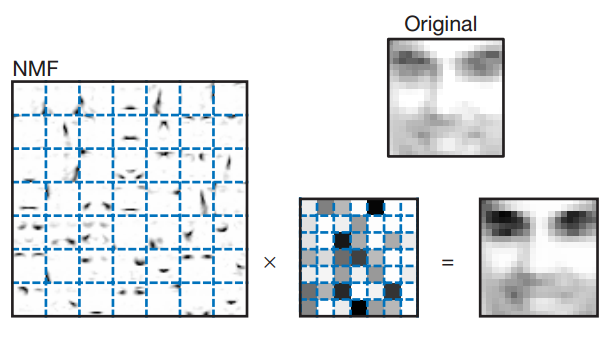 Original
NMF
×
=